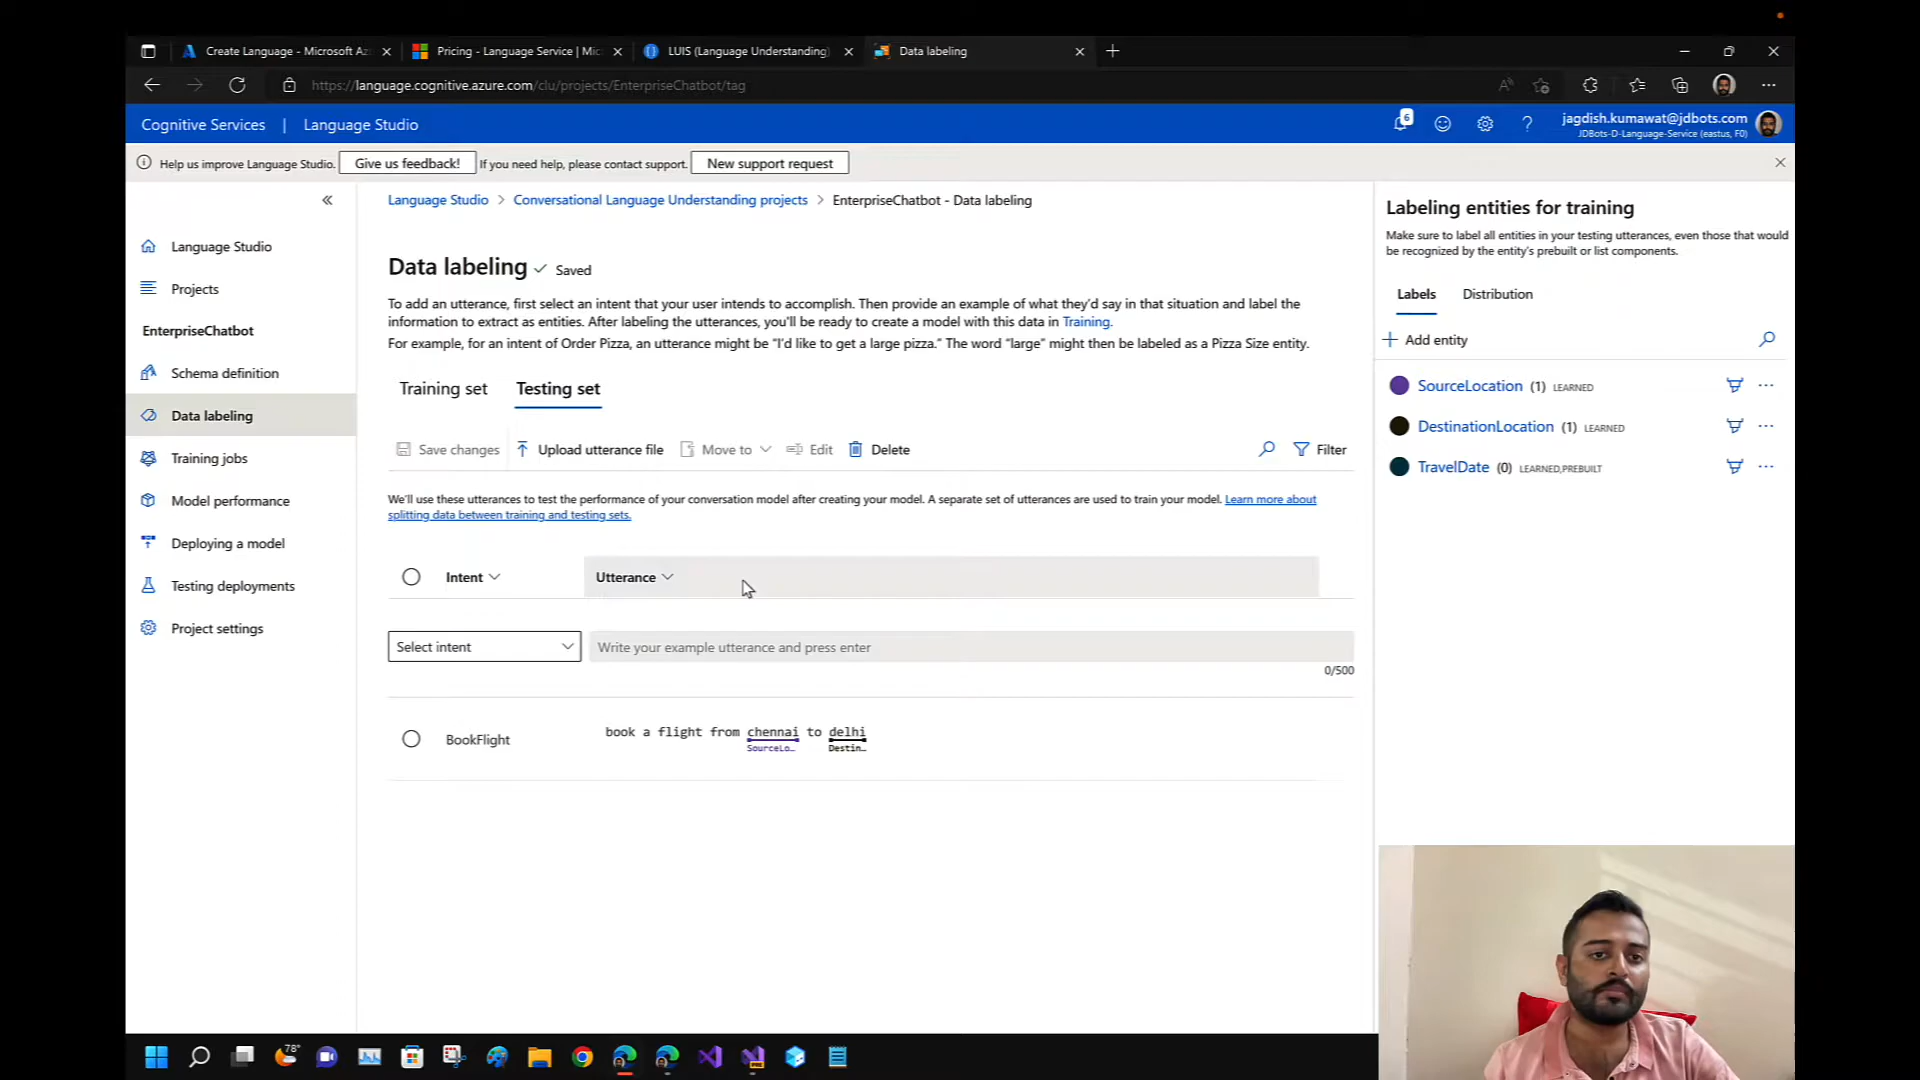 Create Language - Microsoft Az
Pricing - Language Service | Mic
LUIS (Language Understanding)
Data labeling
https://language.cognitive.azure.com/clu/projects/EnterpriseChatbot/tag
Cognitive Services | Language Studio
6
jagdish.kumawat@jdbots.com
JDBots-D-Language-Service (eastus, F0)
Help us improve Language Studio. Give us feedback! If you need help, please contact support. New support request
Language Studio > Conversational Language Understanding projects > EnterpriseChatbot - Data labeling
Language Studio
Projects
EnterpriseChatbot
Schema definition
Data labeling
Training jobs
Model performance
Deploying a model
Testing deployments
Project settings
Data labeling Saved
To add an utterance, first select an intent that your user intends to accomplish. Then provide an example of what they'd say in that situation and label the
information to extract as entities. After labeling the utterances, you'll be ready to create a model with this data in Training.
For example, for an intent of Order Pizza, an utterance might be "I'd like to get a large pizza." The word "large" might then be labeled as a Pizza Size entity.
Training set Testing set
Save changes Upload utterance file Move to Edit Delete Filter
We'll use these utterances to test the performance of your conversation model after creating your model. A separate set of utterances are used to train your model. Learn more about
splitting data between training and testing sets.
Intent Utterance
Select intent Write your example utterance and press enter
0/500
BookFlight book a flight from chennai to delhi
SourceLo... Destin...
Labeling entities for training
Make sure to label all entities in your testing utterances, even those that would
be recognized by the entity's prebuilt or list components.
Labels Distribution
Add entity
SourceLocation (1) LEARNED
DestinationLocation (1) LEARNED
TravelDate (0) LEARNED,PREBUILT
78°